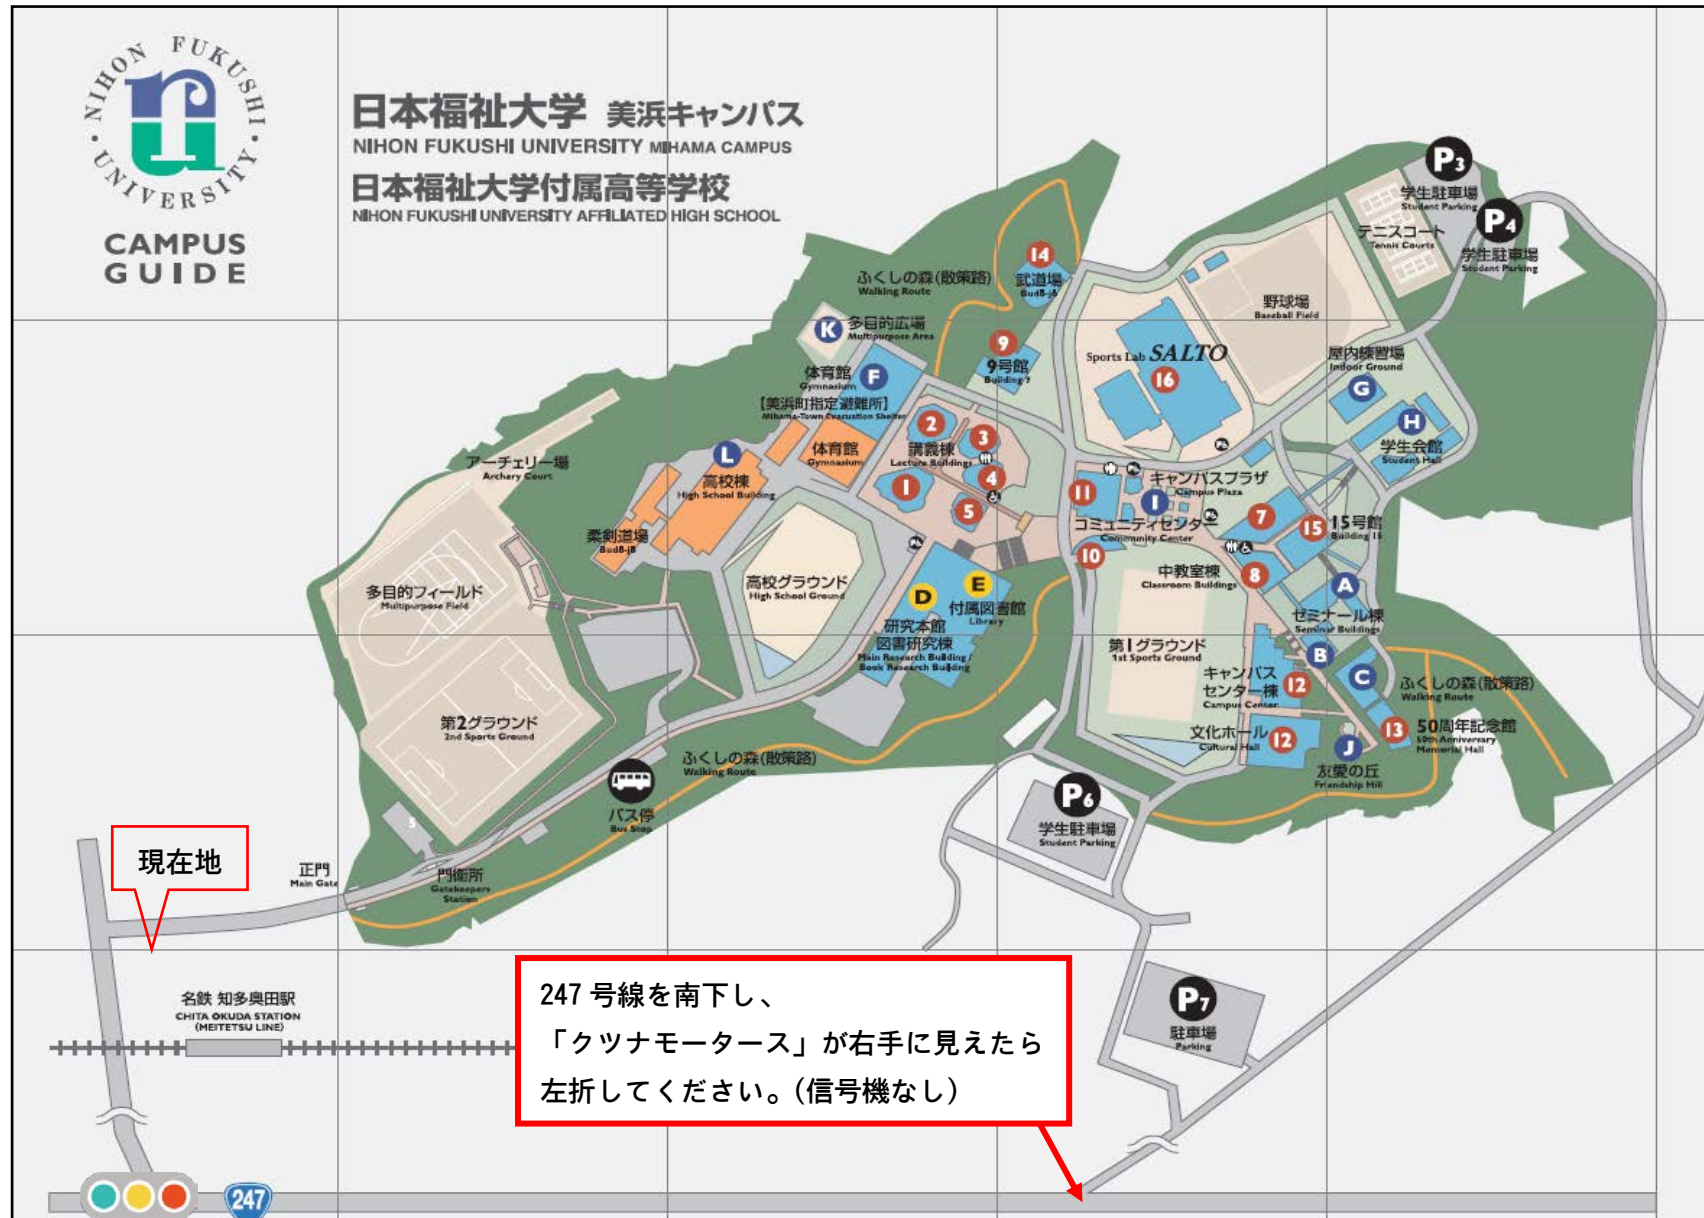 NIHON FUKUSHI UNIVERSITY
CAMPUS
GUIDE
日本福祉大学 美浜キャンパス
NIHON FUKUSHI UNIVERSITY MIHAMA CAMPUS
日本福祉大学付属高等学校
NIHON FUKUSHI UNIVERSITY AFFILIATED HIGH SCHOOL
P3
学生駐車場
Student Parking
P4
学生駐車場
Student Parking
テニスコート
Tennis Courts
野球場
Baseball Field
14
武道場
ふくしの森(散策路)
Walking Route
K
多目的広場
Multipurpose Area
9
9号館
Building 9
Sports Lab SALTO
16
屋内練習場
Indoor Ground
G
H
学生会館
Student Hall
体育館
Gymnasium
F
【美浜町指定避難所】
Mihama-Town Evacuation Shelter
2
3
講義棟
Lecture Buildings
1
4
5
体育館
Gymnasium
L
高校棟
High School Building
アーチェリー場
Archery Court
柔剣道場
11
キャンパスプラザ
Campus Plaza
I
コミュニティセンター
Community Center
10
7
15
15号館
Building 15
中教室棟
Classroom Buildings
8
A
ゼミナール棟
Seminar Buildings
多目的フィールド
Multipurpose Field
高校グラウンド
High School Ground
D
E
付属図書館
Library
研究本館
図書研究棟
Main Research Building /
Book Research Building
第1グラウンド
1st Sports Ground
B
C
キャンパス
センター棟
Campus Center
12
ふくしの森(散策路)
Walking Route
13
50周年記念館
50th Anniversary
Memorial Hall
文化ホール
Cultural Hall
12
J
友愛の丘
Friendship Hill
第2グラウンド
2nd Sports Ground
ふくしの森(散策路)
Walking Route
バス停
Bus Stop
P6
学生駐車場
Student Parking
現在地
正門
Main Gate
門衛所
Gatekeepers
Station
名鉄 知多奥田駅
CHITA OKUDA STATION
(MEITETSU LINE)
P7
駐車場
Parking
247号線を南下し、
「クツナモータース」が右手に見えたら
左折してください。(信号機なし)
247